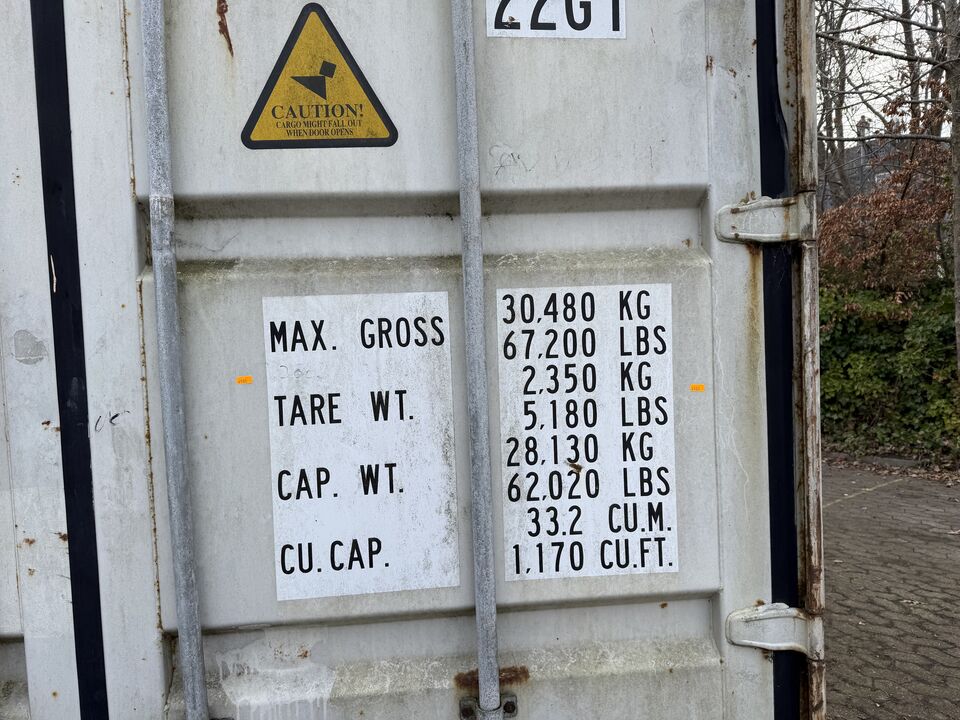 22G1
CAUTION!
CARGO MIGHT FALL OUT
WHEN DOOR OPENS
MAX. GROSS 30,480 KG
67,200 LBS
TARE WT. 2,350 KG
5,180 LBS
CAP. WT. 28,130 KG
62,020 LBS
CU. CAP. 33.2 CU.M.
1,170 CU.FT.